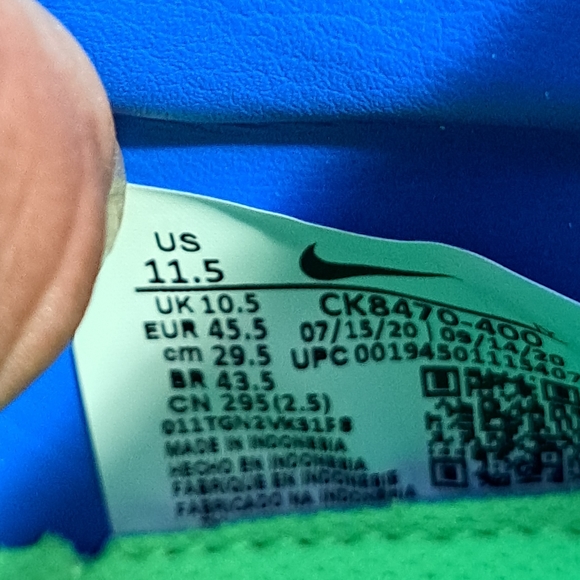 US
11.5
UK 10.5
EUR 45.5
cm 29.5
BR 43.5
CN 295(2.5)
MADE IN INDONESIA
HECHO EN INDONESIA
FABRIQUE EN INDONESIA
FABRICADO NA INDONESIA
CK8470-400
07/15/20 | 09/14/20
UPC